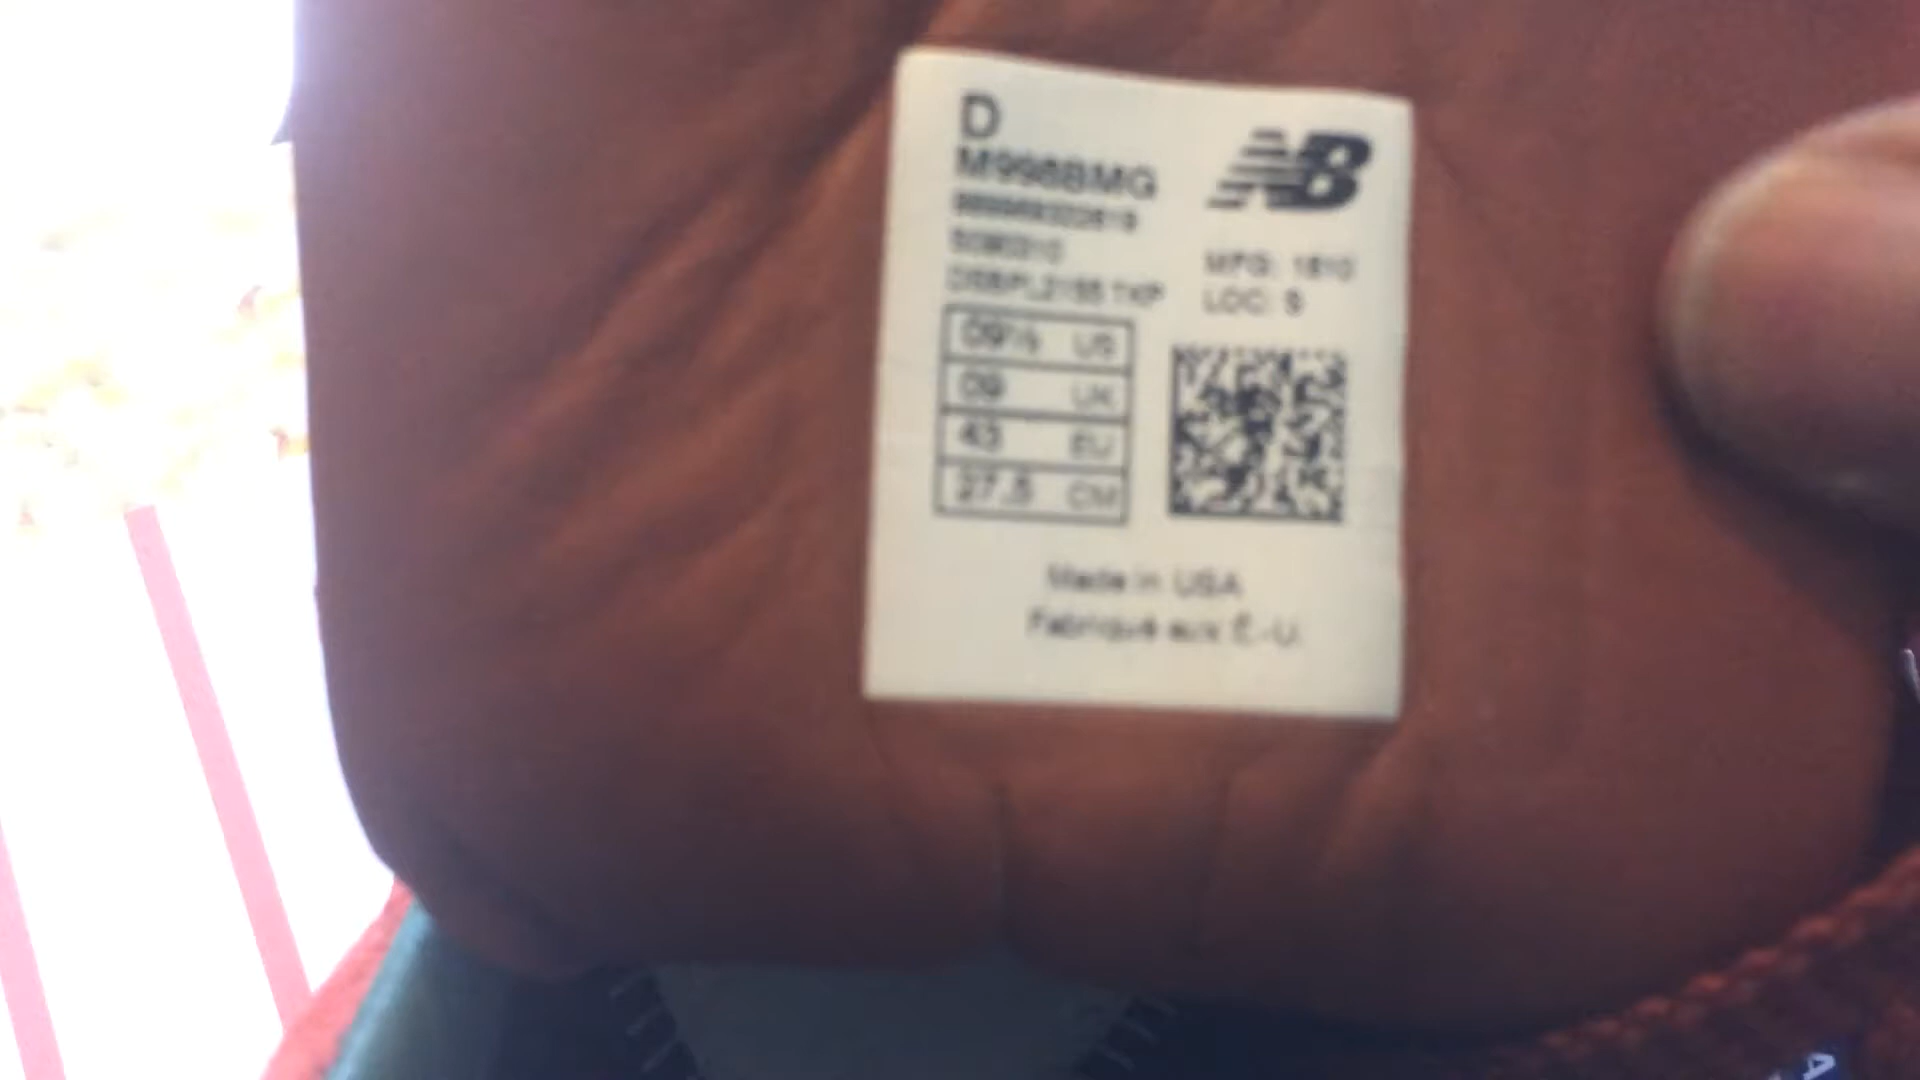 D
M998BMG
NB
MFG: 1810
LOC: S
09½ US
09 UK
43 EU
27.5 CM
Made in USA
Fabriqué aux É.-U.